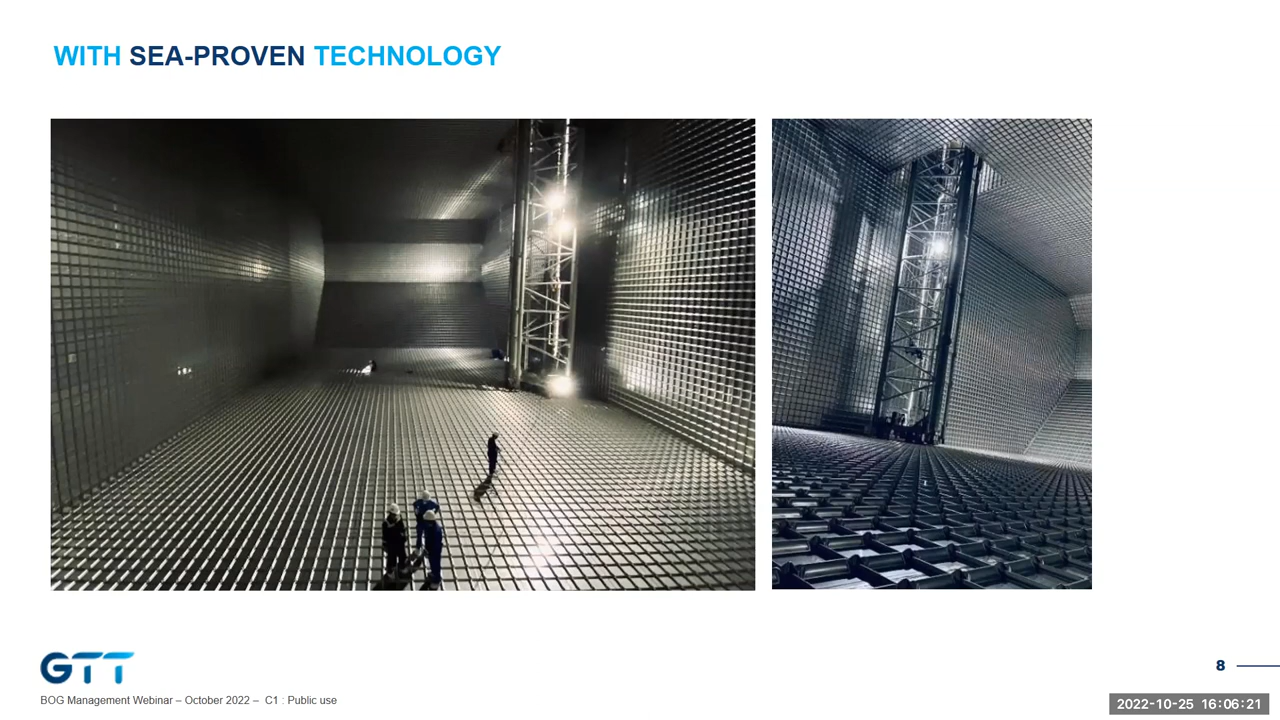 WITH SEA-PROVEN TECHNOLOGY
GTT
BOG Management Webinar – October 2022 – C1 : Public use
8
2022-10-25 16:06:21